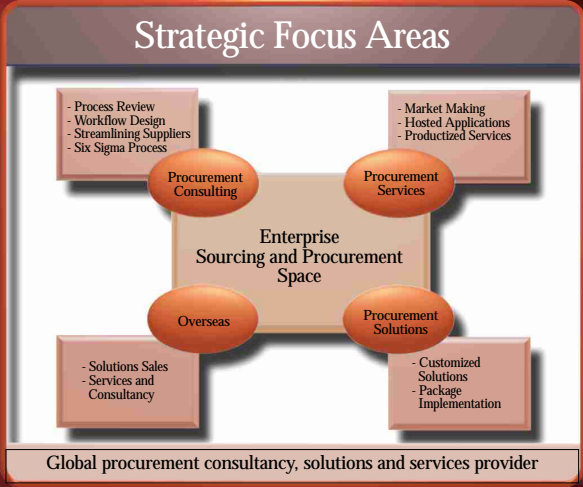 Strategic Focus Areas
- Process Review
- Workflow Design
- Streamlining Suppliers
- Six Sigma Process
- Market Making
- Hosted Applications
- Productized Services
Procurement
Consulting
Procurement
Services
Enterprise
Sourcing and Procurement
Space
Overseas
Procurement
Solutions
- Solutions Sales
- Services and
Consultancy
- Customized
Solutions
- Package
Implementation
Global procurement consultancy, solutions and services provider